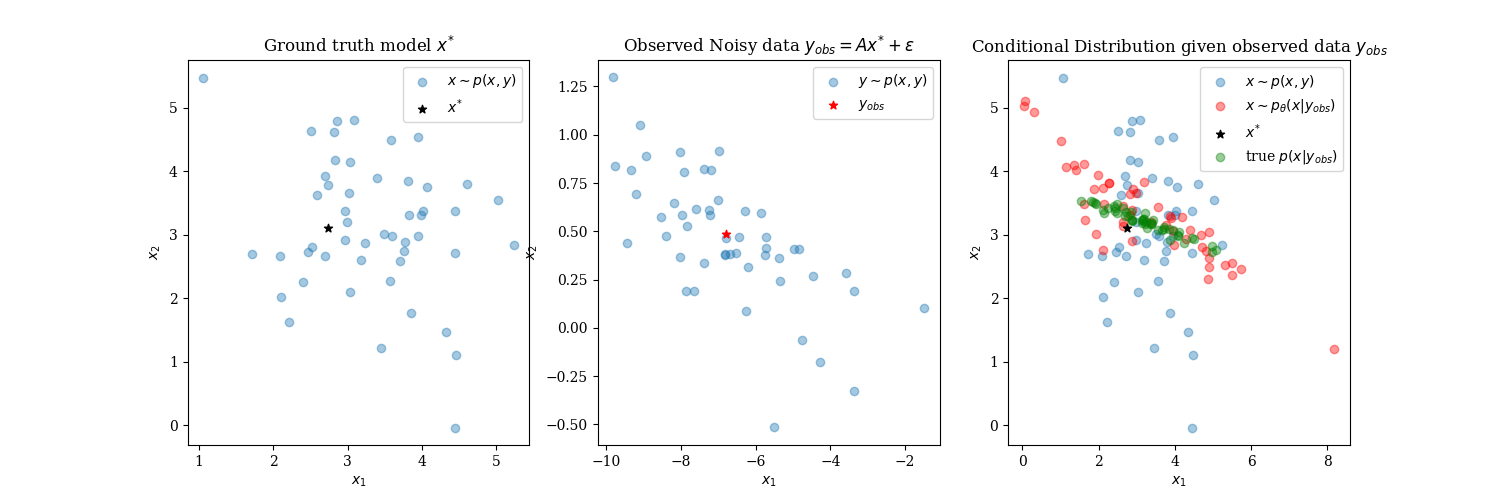 Ground truth model x*
x ~ p(x, y)
x*
5
4
3
2
1
0
x₂
1
2
3
4
5
x₁
Observed Noisy data y_obs = Ax* + ε
y ~ p(x, y)
y_obs
1.25
1.00
0.75
0.50
0.25
0.00
−0.25
−0.50
x₂
−10
−8
−6
−4
−2
x₁
Conditional Distribution given observed data y_obs
x ~ p(x, y)
x ~ p_θ(x|y_obs)
x*
true p(x|y_obs)
5
4
3
2
1
0
x₂
0
2
4
6
8
x₁